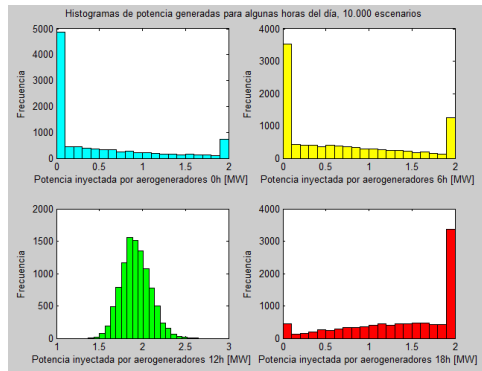 Histogramas de potencia generadas para algunas horas del día, 10.000 escenarios
5000
4000
3000
2000
1000
0
Frecuencia
0 0.5 1 1.5 2
Potencia inyectada por aerogeneradores 0h [MW]
4000
3000
2000
1000
0
Frecuencia
0 0.5 1 1.5 2
Potencia inyectada por aerogeneradores 6h [MW]
2000
1500
1000
500
0
Frecuencia
1 1.5 2 2.5 3
Potencia inyectada por aerogeneradores 12h [MW]
4000
3000
2000
1000
0
Frecuencia
0 0.5 1 1.5 2
Potencia inyectada por aerogeneradores 18h [MW]